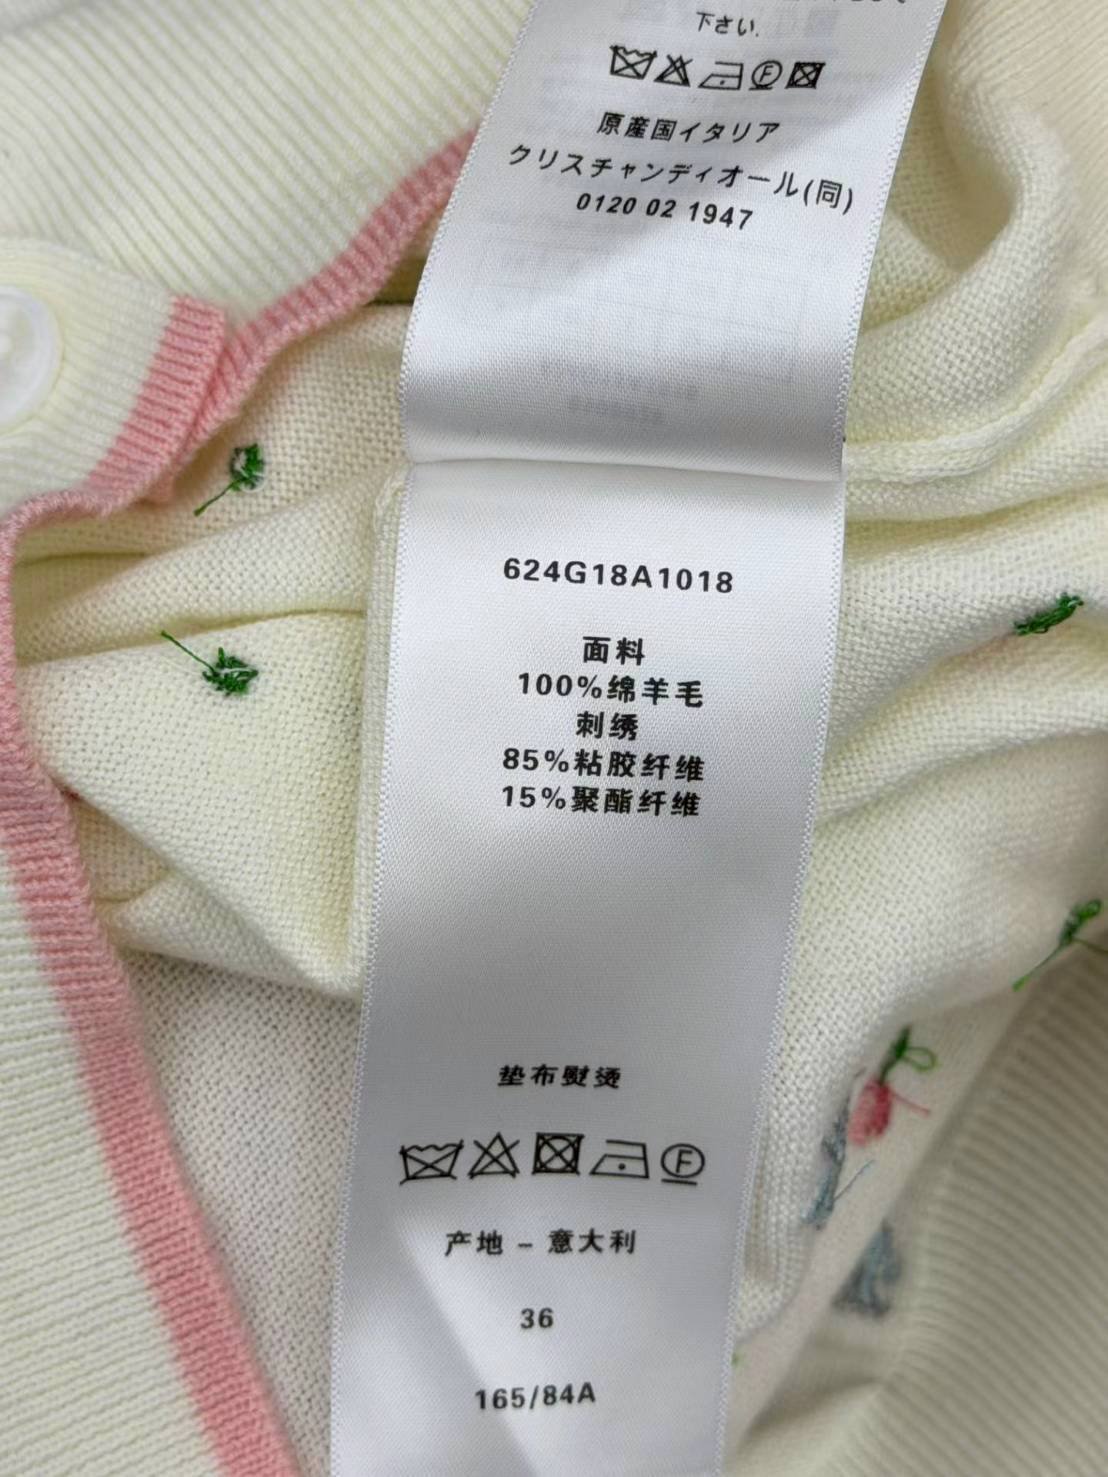 下さい.
原産国イタリア
クリスチャンディオール(同)
0120 02 1947
624G18A1018
面料
100%绵羊毛
刺绣
85%粘胶纤维
15%聚酯纤维
垫布熨烫
F
产地 – 意大利
36
165/84A